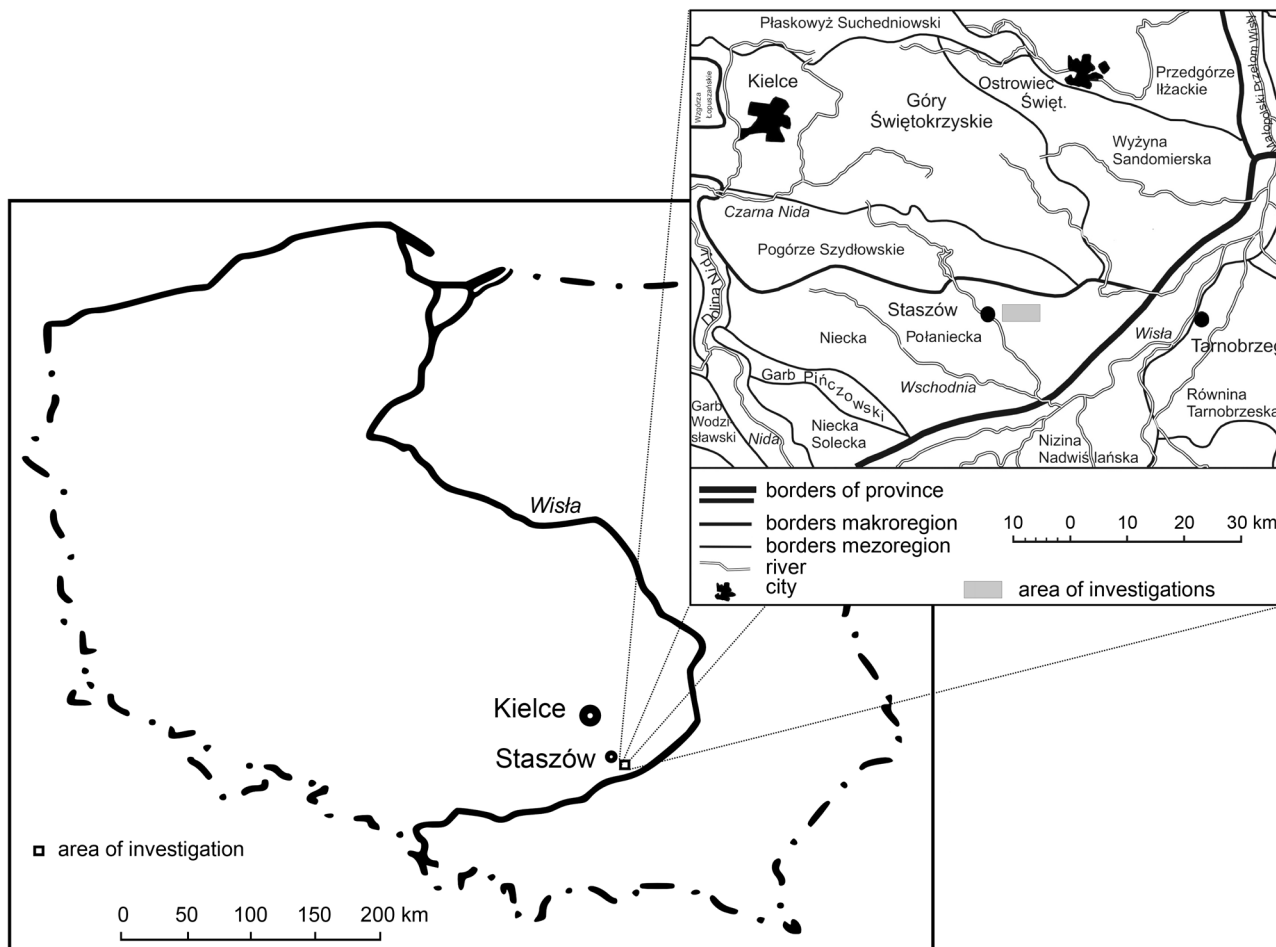 Płaskowyż Suchedniowski
Kielce
Wzgórza
Łopuszańskie
Ostrowiec
Święt.
Przedgórze
Iłżackie
Małopolski Przełom Wisły
Góry
Świętokrzyskie
Wyżyna
Sandomierska
Czarna Nida
Pogórze Szydłowskie
Dolina Nidy
Staszów
Niecka
Połaniecka
Wisła
Tarnobrzeg
Garb Pińczowski
Wschodnia
Równina
Tarnobrzeska
Garb
Wodzi-
sławski
Nida
Niecka
Solecka
Nizina
Nadwiślańska
borders of province
borders makroregion
borders mezoregion
river
city
10 0 10 20 30 km
area of investigations
Wisła
Kielce
Staszów
area of investigation
0 50 100 150 200 km